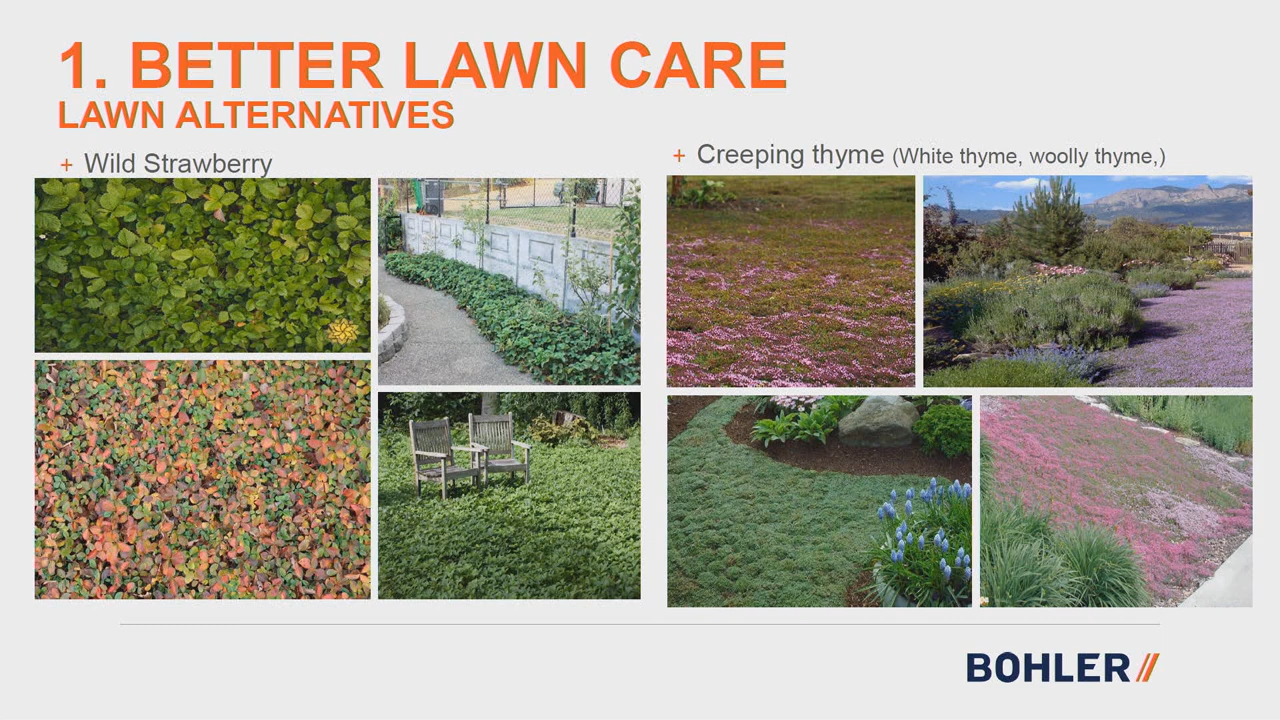 1. BETTER LAWN CARE
LAWN ALTERNATIVES
+ Wild Strawberry
+ Creeping thyme (White thyme, woolly thyme,)
BOHLER//